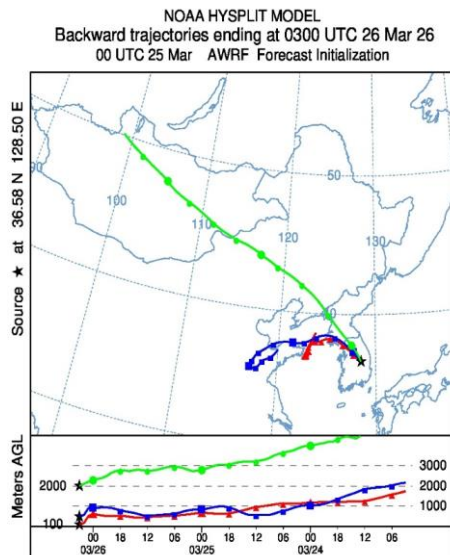 NOAA HYSPLIT MODEL
Backward trajectories ending at 0300 UTC 26 Mar 26
00 UTC 25 Mar AWRF Forecast Initialization
Source ★ at 36.58 N 128.50 E
90
100
110
120
130
50
Meters AGL
2000
100
3000
2000
1000
00 18 12 06 00 18 12 06 00 18 12 06
03/26 03/25 03/24